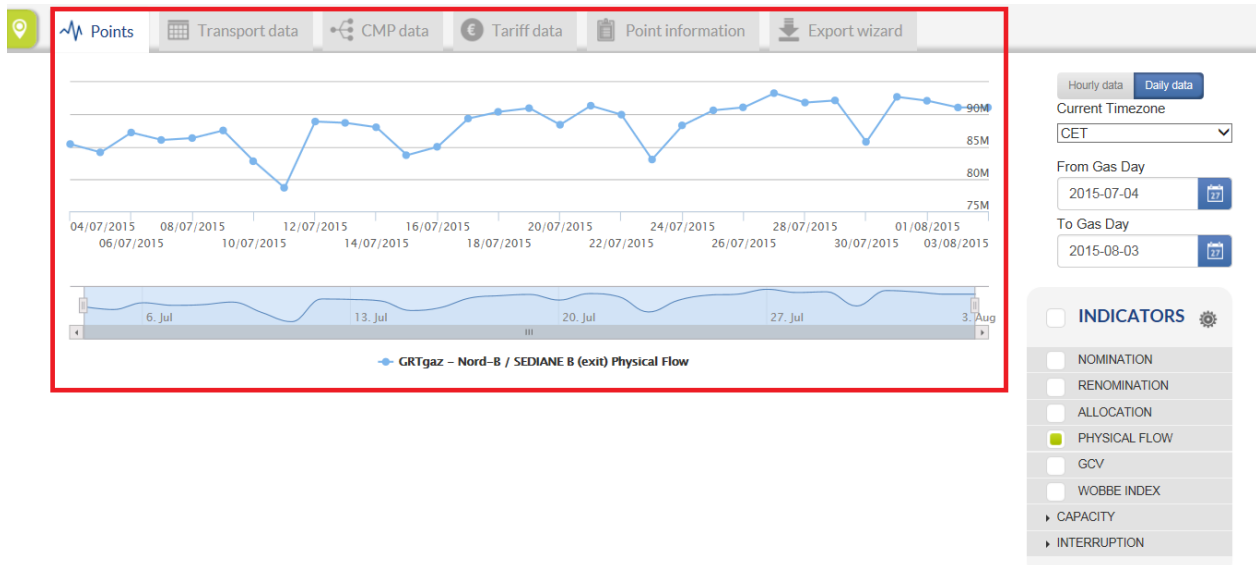 Points Transport data CMP data € Tariff data Point information Export wizard
90M
85M
80M
75M
04/07/2015 08/07/2015 12/07/2015 16/07/2015 20/07/2015 24/07/2015 28/07/2015 01/08/2015
06/07/2015 10/07/2015 14/07/2015 18/07/2015 22/07/2015 26/07/2015 30/07/2015 03/08/2015
6. Jul 13. Jul 20. Jul 27. Jul 3. Aug
GRTgaz – Nord–B / SEDIANE B (exit) Physical Flow
Hourly data Daily data
Current Timezone
CET
From Gas Day
2015-07-04 27
To Gas Day
2015-08-03 27
INDICATORS
NOMINATION
RENOMINATION
ALLOCATION
PHYSICAL FLOW
GCV
WOBBE INDEX
CAPACITY
INTERRUPTION